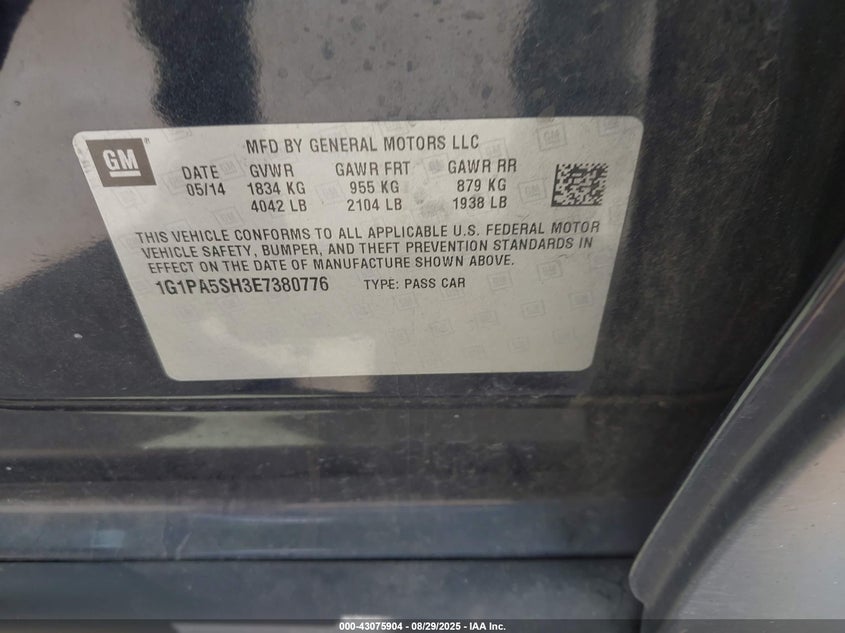 GM
MFD BY GENERAL MOTORS LLC
DATE GVWR GAWR FRT GAWR RR
05/14 1834 KG 955 KG 879 KG
4042 LB 2104 LB 1938 LB
THIS VEHICLE CONFORMS TO ALL APPLICABLE U.S. FEDERAL MOTOR
VEHICLE SAFETY, BUMPER, AND THEFT PREVENTION STANDARDS IN
EFFECT ON THE DATE OF MANUFACTURE SHOWN ABOVE.
1G1PA5SH3E7380776 TYPE: PASS CAR
000-43075904 - 08/29/2025 - IAA Inc.